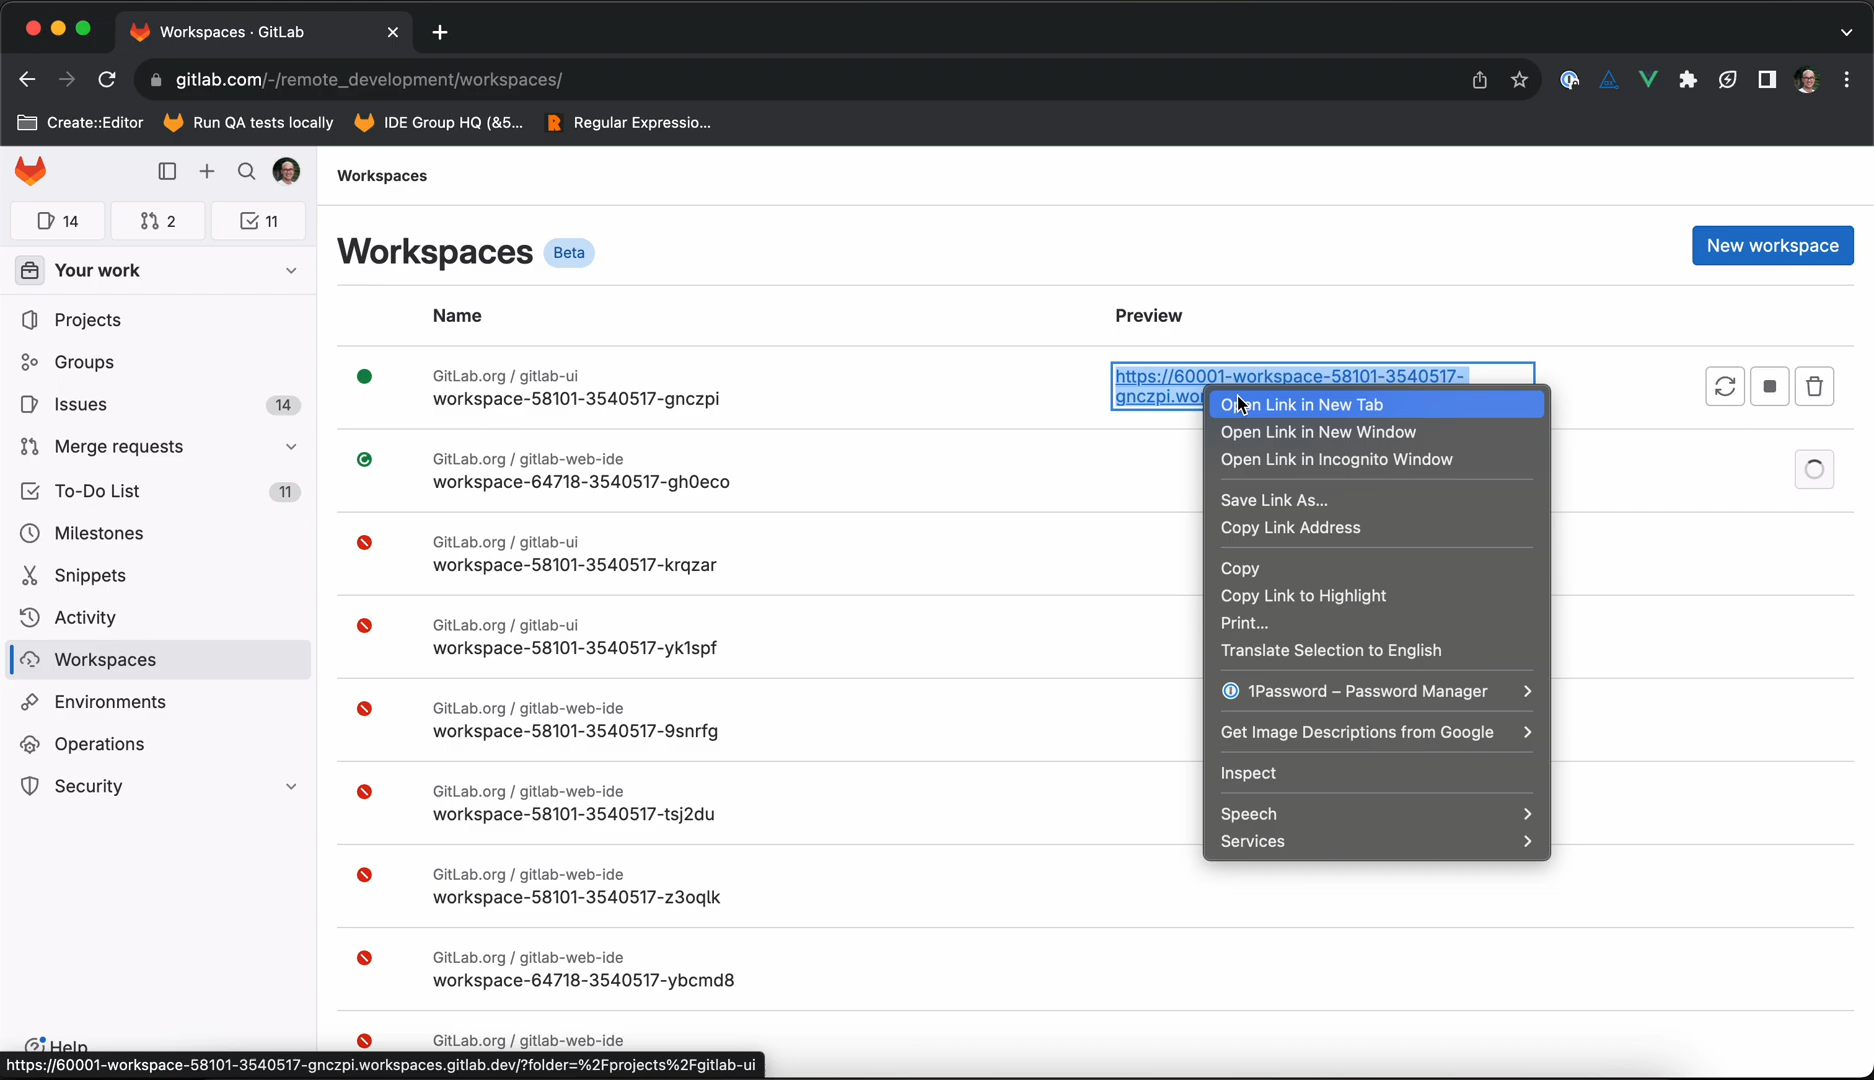 Workspaces · GitLab
gitlab.com/-/remote_development/workspaces/
Create::Editor
Run QA tests locally
IDE Group HQ (&5...
Regular Expressio...
14
2
11
Your work
Projects
Groups
Issues
14
Merge requests
To-Do List
11
Milestones
Snippets
Activity
Workspaces
Environments
Operations
Security
Help
Workspaces
Workspaces
Beta
New workspace
Name
Preview
GitLab.org / gitlab-ui
workspace-58101-3540517-gnczpi
https://60001-workspace-58101-3540517-
gnczpi.wor
GitLab.org / gitlab-web-ide
workspace-64718-3540517-gh0eco
GitLab.org / gitlab-ui
workspace-58101-3540517-krqzar
GitLab.org / gitlab-ui
workspace-58101-3540517-yk1spf
GitLab.org / gitlab-web-ide
workspace-58101-3540517-9snrfg
GitLab.org / gitlab-web-ide
workspace-58101-3540517-tsj2du
GitLab.org / gitlab-web-ide
workspace-58101-3540517-z3oqlk
GitLab.org / gitlab-web-ide
workspace-64718-3540517-ybcmd8
GitLab.org / gitlab-web-ide
Open Link in New Tab
Open Link in New Window
Open Link in Incognito Window
Save Link As...
Copy Link Address
Copy
Copy Link to Highlight
Print...
Translate Selection to English
1Password – Password Manager
Get Image Descriptions from Google
Inspect
Speech
Services
https://60001-workspace-58101-3540517-gnczpi.workspaces.gitlab.dev/?folder=%2Fprojects%2Fgitlab-ui